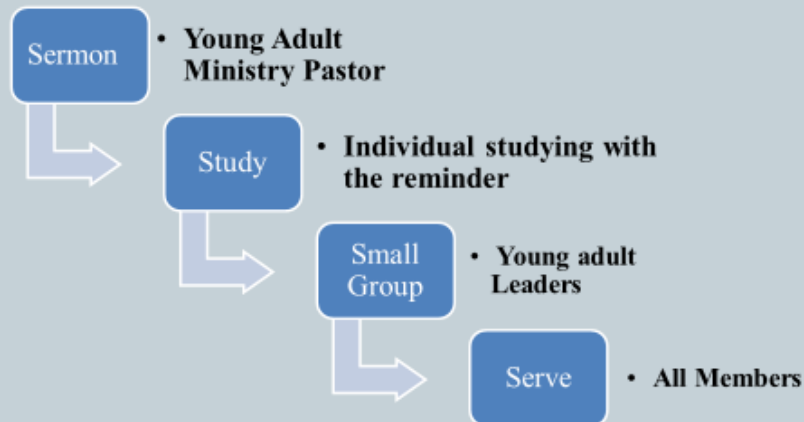 Sermon
• Young Adult
Ministry Pastor
Study
• Individual studying with
the reminder
Small
Group
• Young adult
Leaders
Serve
• All Members